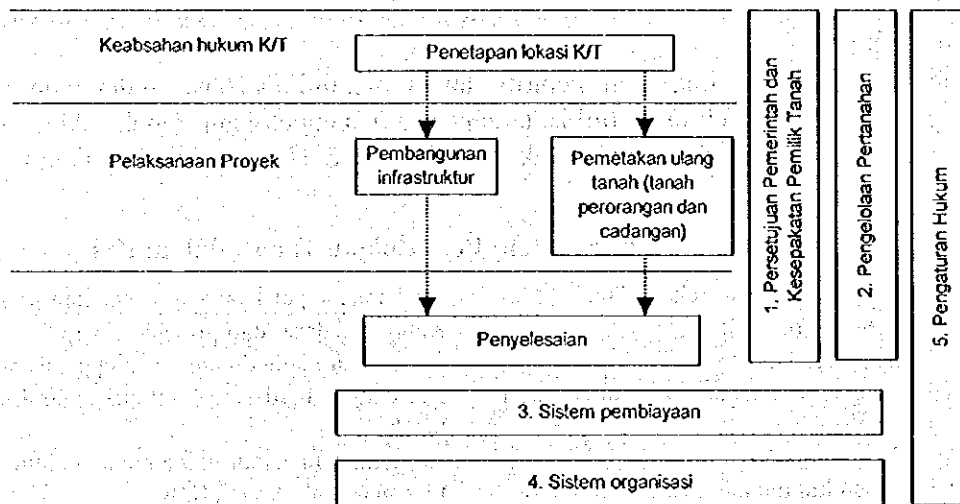 Keabsahan hukum K/T
Penetapan lokasi K/T
Pelaksanaan Proyek
Pembangunan
infrastruktur
Pemetakan ulang
tanah (tanah
perorangan dan
cadangan)
Penyelesaian
1. Persetujuan Pemerintah dan
Kesepakatan Pemilik Tanah
2. Pengelolaan Pertanahan
5. Pengaturan Hukum
3. Sistem pembiayaan
4. Sistem organisasi